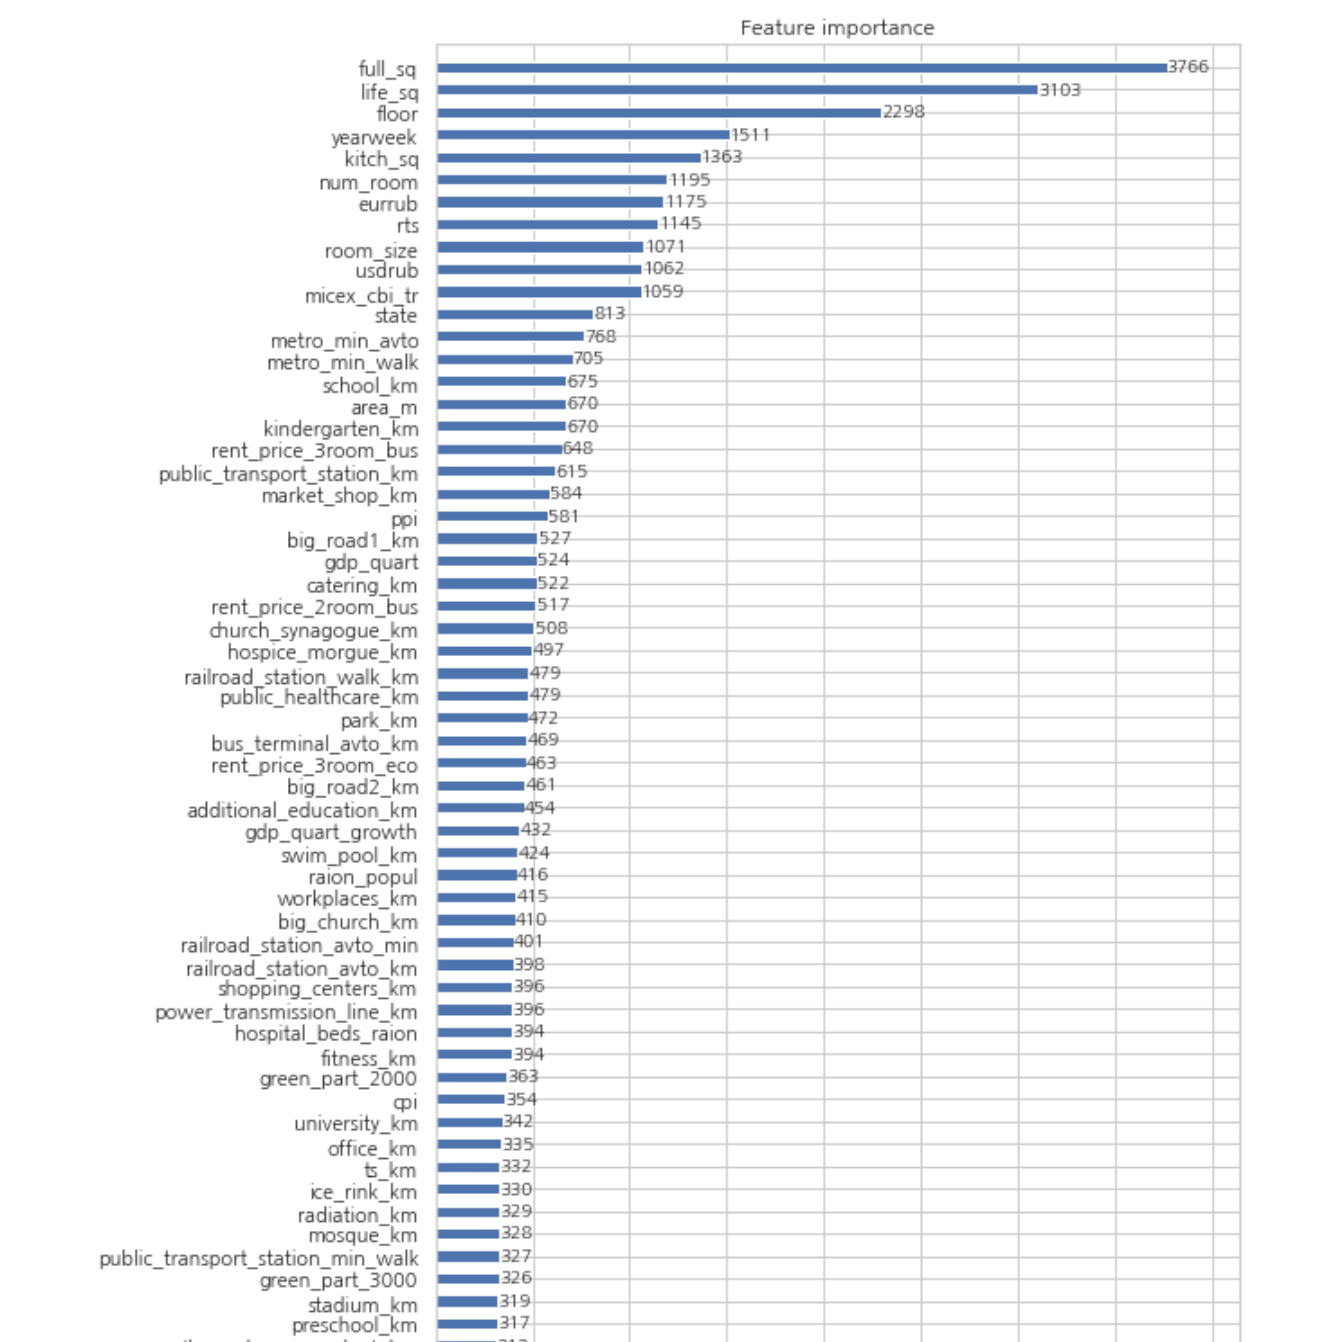 Feature importance
full_sq 3766
life_sq 3103
floor 2298
yearweek 1511
kitch_sq 1363
num_room 1195
eurrub 1175
rts 1145
room_size 1071
usdrub 1062
micex_cbi_tr 1059
state 813
metro_min_avto 768
metro_min_walk 705
school_km 675
area_m 670
kindergarten_km 670
rent_price_3room_bus 648
public_transport_station_km 615
market_shop_km 584
ppi 581
big_road1_km 527
gdp_quart 524
catering_km 522
rent_price_2room_bus 517
church_synagogue_km 508
hospice_morgue_km 497
railroad_station_walk_km 479
public_healthcare_km 479
park_km 472
bus_terminal_avto_km 469
rent_price_3room_eco 463
big_road2_km 461
additional_education_km 454
gdp_quart_growth 432
swim_pool_km 424
raion_popul 416
workplaces_km 415
big_church_km 410
railroad_station_avto_min 401
railroad_station_avto_km 398
shopping_centers_km 396
power_transmission_line_km 396
hospital_beds_raion 394
fitness_km 394
green_part_2000 363
cpi 354
university_km 342
office_km 335
ts_km 332
ice_rink_km 330
radiation_km 329
mosque_km 328
public_transport_station_min_walk 327
green_part_3000 326
stadium_km 319
preschool_km 317